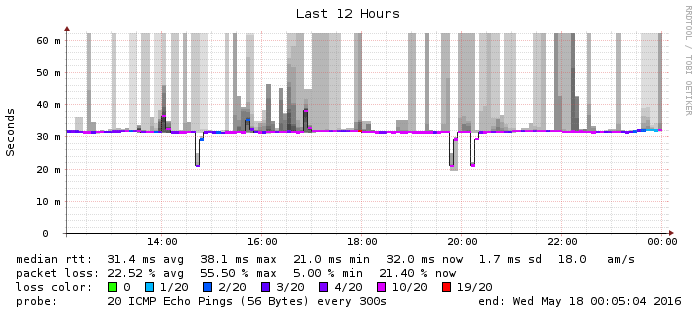 Last 12 Hours
RRDTOOL / TOBI OETIKER
Seconds
60 m
50 m
40 m
30 m
20 m
10 m
0
14:00 16:00 18:00 20:00 22:00 00:00
median rtt: 31.4 ms avg 38.1 ms max 21.0 ms min 32.0 ms now 1.7 ms sd 18.0 am/s
packet loss: 22.52 % avg 55.50 % max 5.00 % min 21.40 % now
loss color: 0 1/20 2/20 3/20 4/20 10/20 19/20
probe: 20 ICMP Echo Pings (56 Bytes) every 300s end: Wed May 18 00:05:04 2016